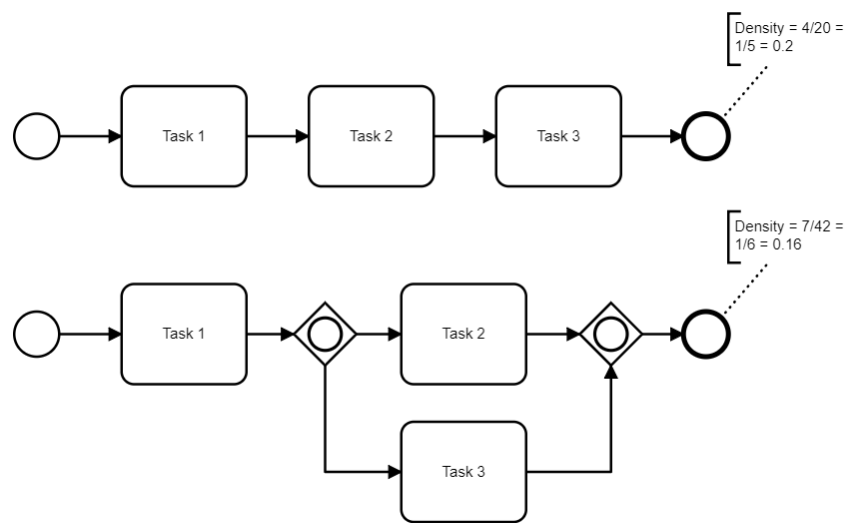 Density = 4/20 =
1/5 = 0.2
Task 1
Task 2
Task 3
Density = 7/42 =
1/6 = 0.16
Task 1
Task 2
Task 3